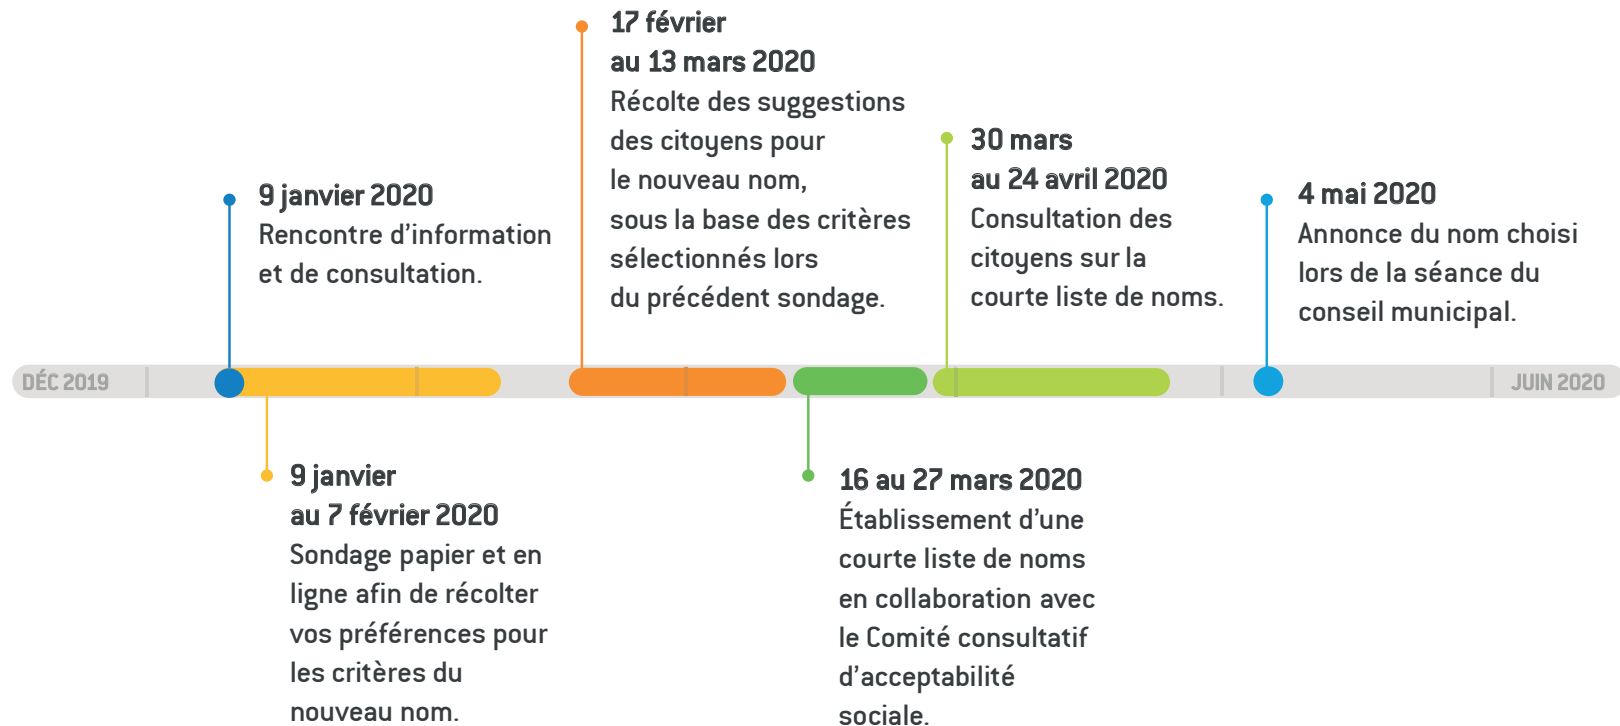 17 février
au 13 mars 2020
Récolte des suggestions
des citoyens pour
le nouveau nom,
sous la base des critères
sélectionnés lors
du précédent sondage.
30 mars
au 24 avril 2020
Consultation des
citoyens sur la
courte liste de noms.
9 janvier 2020
Rencontre d'information
et de consultation.
4 mai 2020
Annonce du nom choisi
lors de la séance du
conseil municipal.
DÉC 2019
JUIN 2020
9 janvier
au 7 février 2020
Sondage papier et en
ligne afin de récolter
vos préférences pour
les critères du
nouveau nom.
16 au 27 mars 2020
Établissement d'une
courte liste de noms
en collaboration avec
le Comité consultatif
d'acceptabilité
sociale.